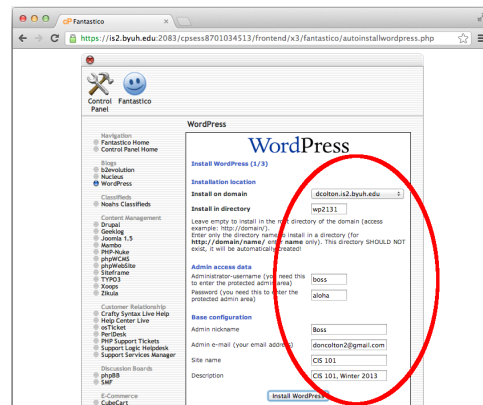 Fantastico
https://is2.byuh.edu:2083/cpsess8701034513/frontend/x3/fantastico/autoinstallwordpress.php
Control Panel
Fantastico
Navigation
Fantastico Home
Control Panel Home
Blogs
b2evolution
Nucleus
WordPress
Classifieds
Noahs Classifieds
Content Management
Drupal
Geeklog
Joomla 1.5
Mambo
PHP-Nuke
phpWCMS
phpWebSite
Siteframe
TYPO3
Xoops
Zikula
Customer Relationship
Crafty Syntax Live Help
Help Center Live
osTicket
PerlDesk
PHP Support Tickets
Support Logic Helpdesk
Support Services Manager
Discussion Boards
phpBB
SMF
E-Commerce
CubeCart
WordPress
WordPress
Install WordPress (1/3)
Installation location
Install on domain
dcolton.is2.byuh.edu
Install in directory
wp2131
Leave empty to install in the root directory of the domain (access
example: http://domain/).
Enter only the directory name to install in a directory (for
http://domain/name/ enter name only). This directory SHOULD NOT
exist, it will be automatically created!
Admin access data
Administrator-username (you need this
to enter the protected admin area)
boss
Password (you need this to enter the
protected admin area)
aloha
Base configuration
Admin nickname
Boss
Admin e-mail (your email address)
doncolton2@gmail.com
Site name
CIS 101
Description
CIS 101, Winter 2013
Install WordPress